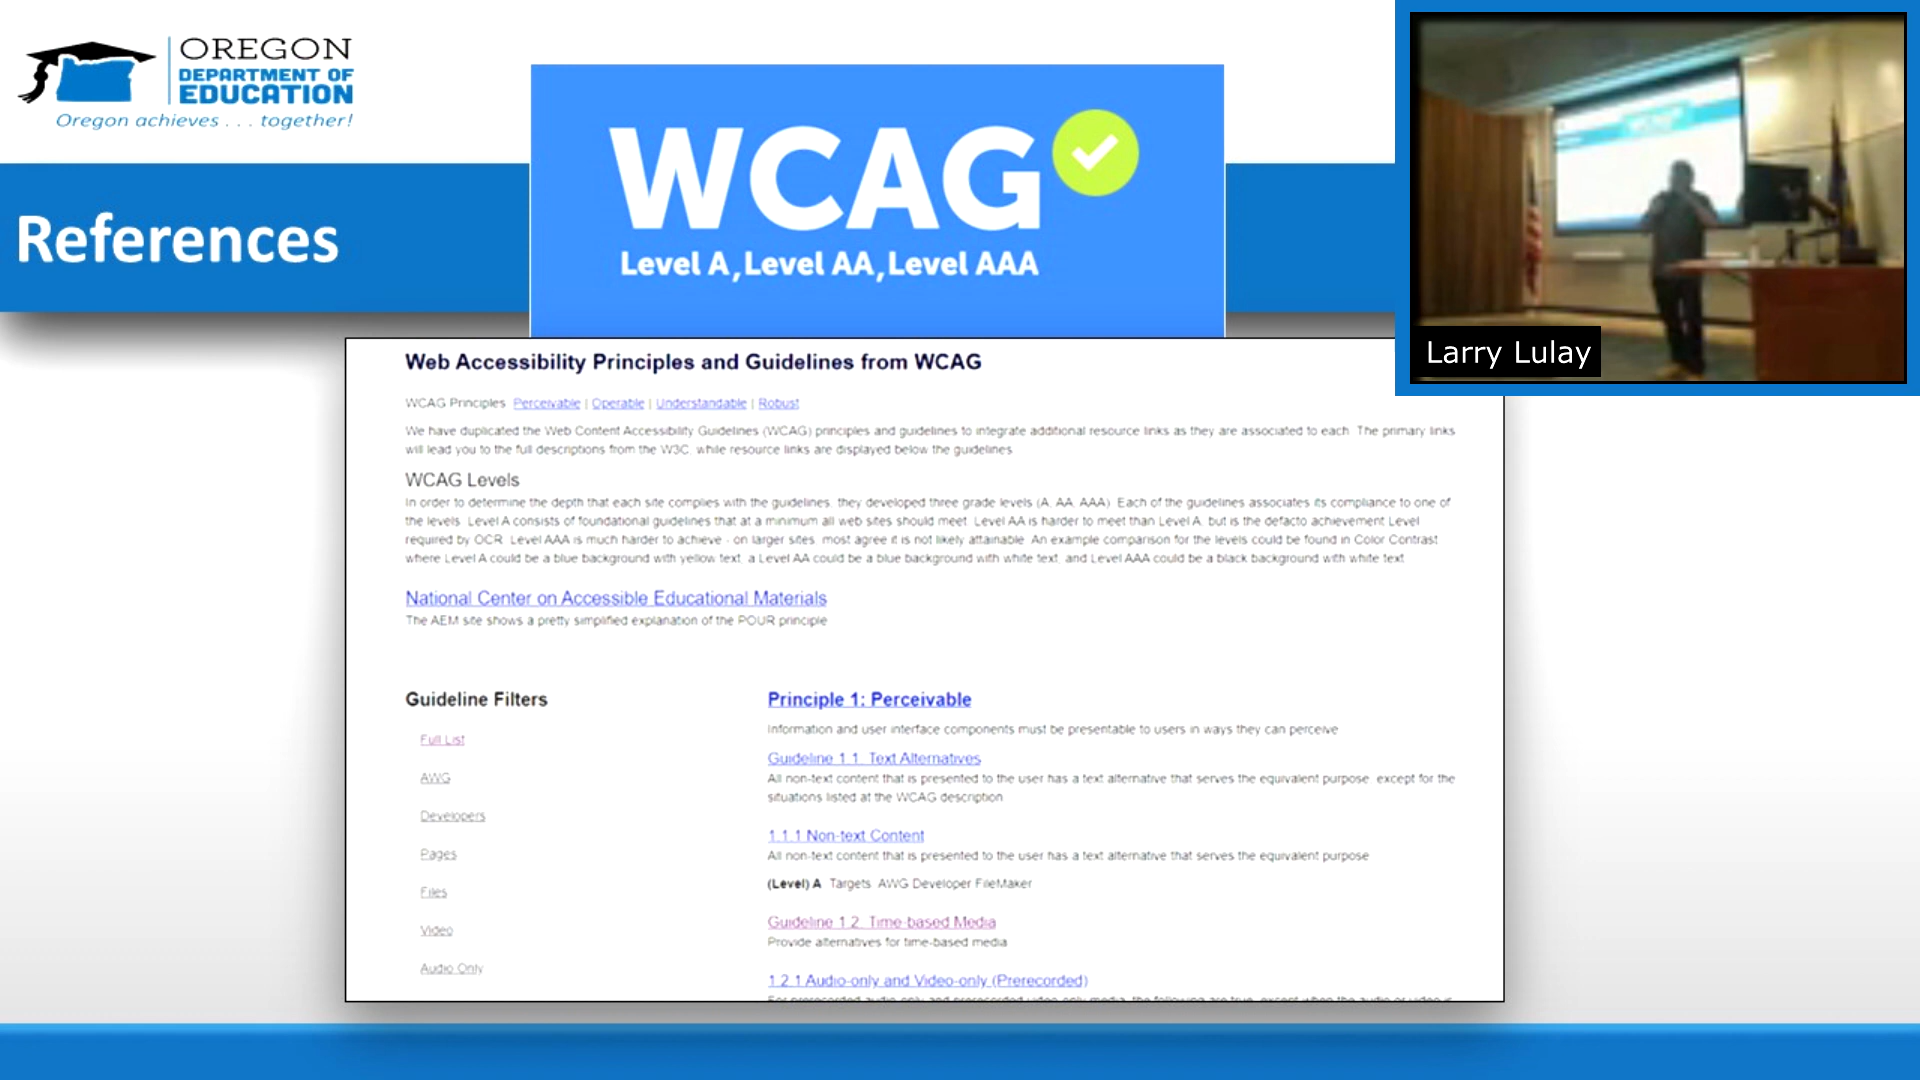 OREGON
DEPARTMENT OF
EDUCATION
Oregon achieves . . . together!
References
WCAG
Level A, Level AA, Level AAA
Larry Lulay
Web Accessibility Principles and Guidelines from WCAG
WCAG Principles Perceivable | Operable | Understandable | Robust
We have duplicated the Web Content Accessibility Guidelines (WCAG) principles and guidelines to integrate additional resource links as they are associated to each. The primary links
will lead you to the full descriptions from the W3C, while resource links are displayed below the guidelines.
WCAG Levels
In order to determine the depth that each site complies with the guidelines, they developed three grade levels (A, AA, AAA). Each of the guidelines associates its compliance to one of
the levels. Level A consists of foundational guidelines that at a minimum all web sites should meet. Level AA is harder to meet than Level A, but is the defacto achievement Level
required by OCR. Level AAA is much harder to achieve - on larger sites, most agree it is not likely attainable. An example comparison for the levels could be found in Color Contrast
where Level A could be a blue background with yellow text, a Level AA could be a blue background with white text, and Level AAA could be a black background with white text.
National Center on Accessible Educational Materials
The AEM site shows a pretty simplified explanation of the POUR principle
Guideline Filters
Full List
AWG
Developers
Pages
Files
Video
Audio Only
Principle 1: Perceivable
Information and user interface components must be presentable to users in ways they can perceive
Guideline 1.1. Text Alternatives
All non-text content that is presented to the user has a text alternative that serves the equivalent purpose, except for the
situations listed at the WCAG description
1.1.1 Non-text Content
All non-text content that is presented to the user has a text alternative that serves the equivalent purpose
(Level) A Targets AWG Developer FileMaker
Guideline 1.2. Time-based Media
Provide alternatives for time-based media
1.2.1 Audio-only and Video-only (Prerecorded)